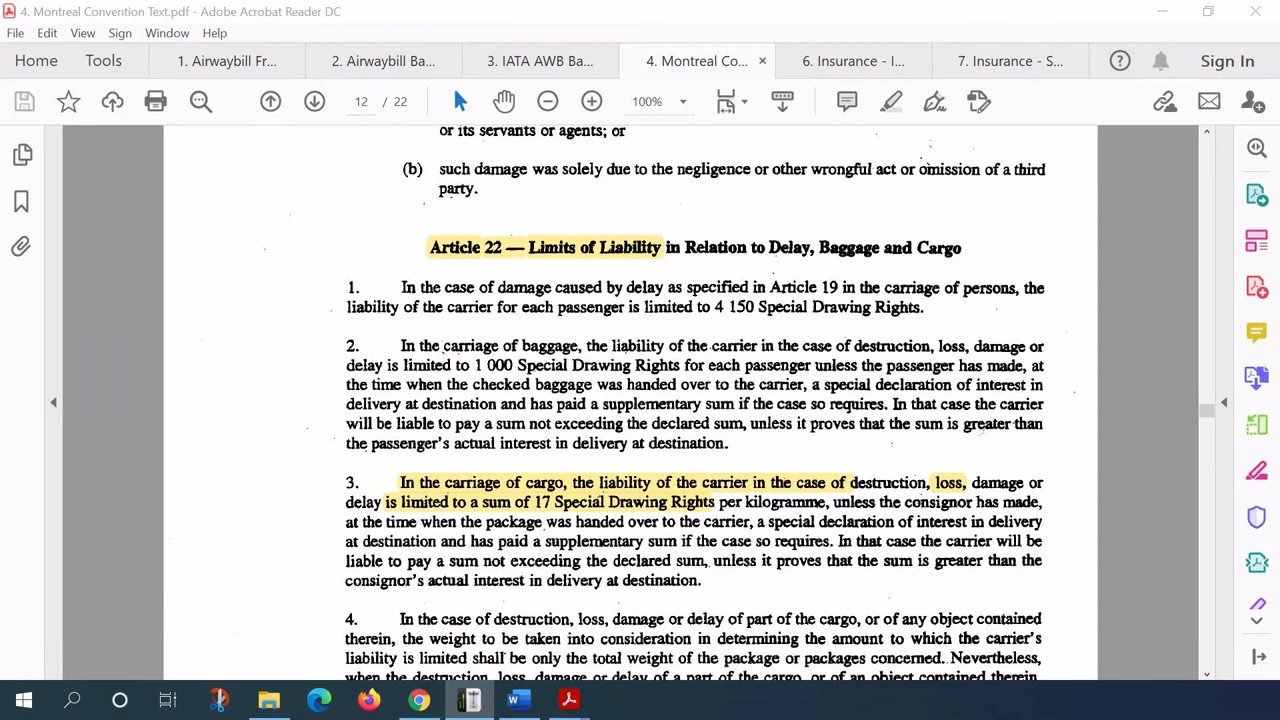 4. Montreal Convention Text.pdf - Adobe Acrobat Reader DC
File Edit View Sign Window Help
Home Tools 1. Airwaybill Fr... 2. Airwaybill Ba... 3. IATA AWB Ba... 4. Montreal Co... × 6. Insurance - I... 7. Insurance - S... Sign In
12 / 22 100%
or its servants or agents; or
(b) such damage was solely due to the negligence or other wrongful act or omission of a third
party.
Article 22 — Limits of Liability in Relation to Delay, Baggage and Cargo
1. In the case of damage caused by delay as specified in Article 19 in the carriage of persons, the
liability of the carrier for each passenger is limited to 4 150 Special Drawing Rights.
2. In the carriage of baggage, the liability of the carrier in the case of destruction, loss, damage or
delay is limited to 1 000 Special Drawing Rights for each passenger unless the passenger has made, at
the time when the checked baggage was handed over to the carrier, a special declaration of interest in
delivery at destination and has paid a supplementary sum if the case so requires. In that case the carrier
will be liable to pay a sum not exceeding the declared sum, unless it proves that the sum is greater than
the passenger's actual interest in delivery at destination.
3. In the carriage of cargo, the liability of the carrier in the case of destruction, loss, damage or
delay is limited to a sum of 17 Special Drawing Rights per kilogramme, unless the consignor has made,
at the time when the package was handed over to the carrier, a special declaration of interest in delivery
at destination and has paid a supplementary sum if the case so requires. In that case the carrier will be
liable to pay a sum not exceeding the declared sum, unless it proves that the sum is greater than the
consignor's actual interest in delivery at destination.
4. In the case of destruction, loss, damage or delay of part of the cargo, or of any object contained
therein, the weight to be taken into consideration in determining the amount to which the carrier's
liability is limited shall be only the total weight of the package or packages concerned. Nevertheless,
when the destruction, loss, damage or delay of a part of the cargo, or of an object contained therein,